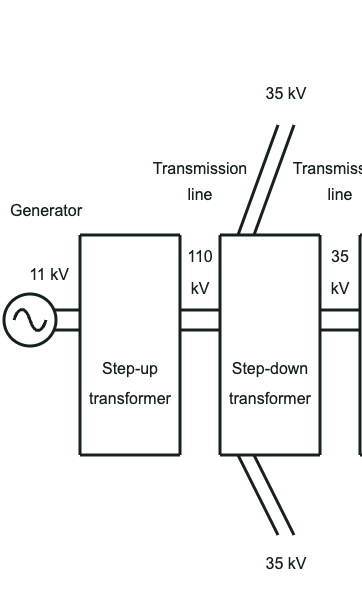 35 kV
Transmission
line
Transmiss
line
Generator
11 kV
110
kV
35
kV
Step-up
transformer
Step-down
transformer
35 kV